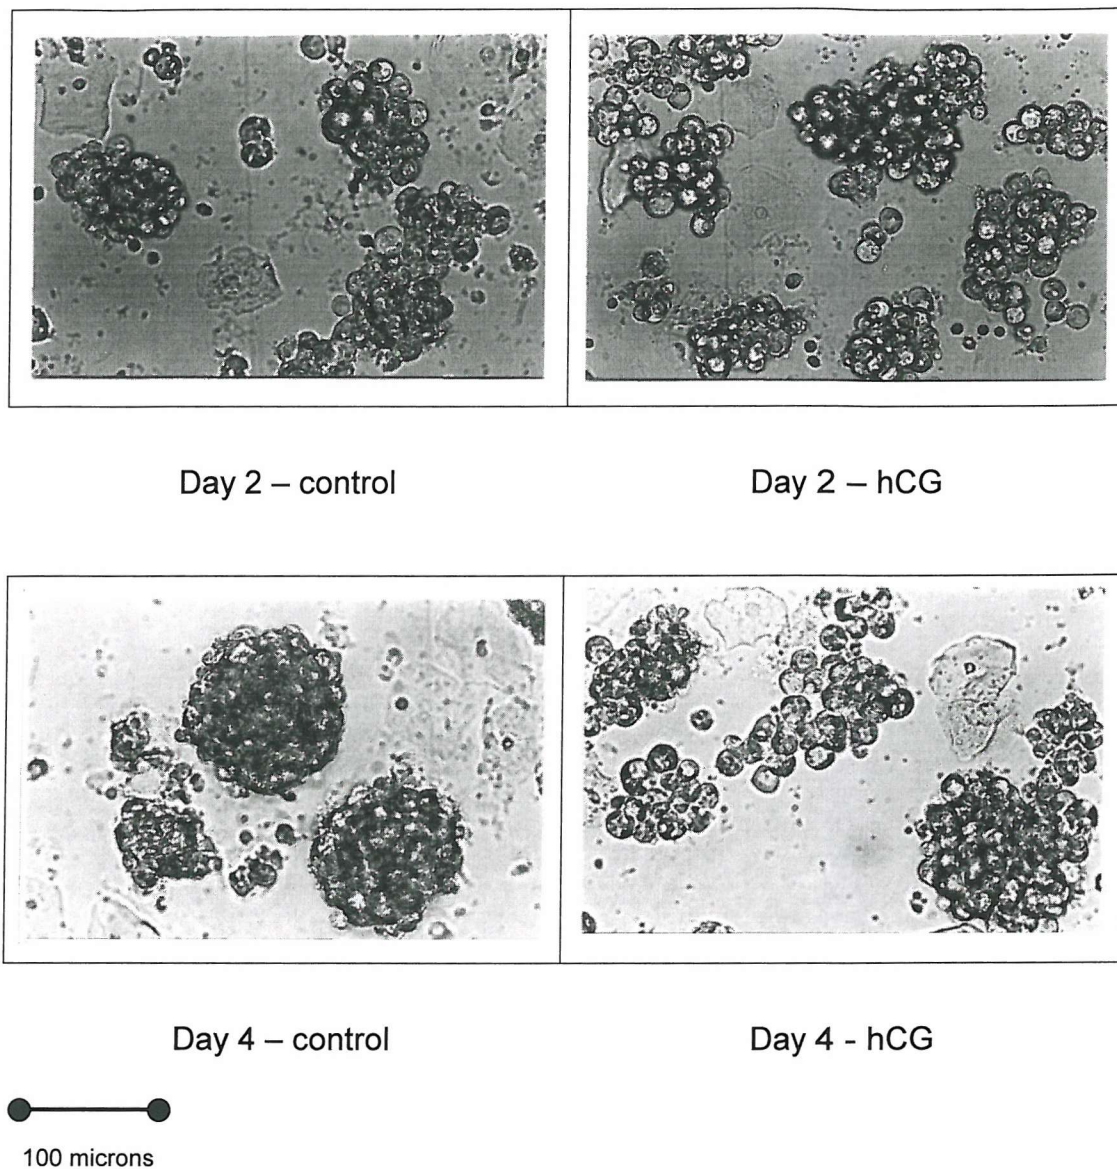 Day 2 – control
Day 2 – hCG
Day 4 – control
Day 4 - hCG
100 microns